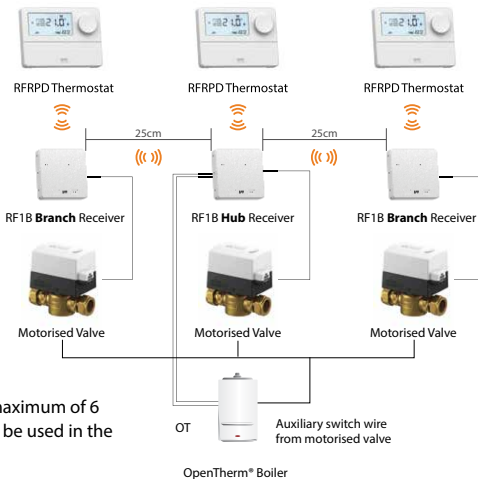 RFRPD Thermostat
RFRPD Thermostat
RFRPD Thermostat
25cm
25cm
RF1B Branch Receiver
RF1B Hub Receiver
RF1B Branch Receiver
Motorised Valve
Motorised Valve
Motorised Valve
maximum of 6
be used in the
OT
Auxiliary switch wire
from motorised valve
OpenTherm® Boiler